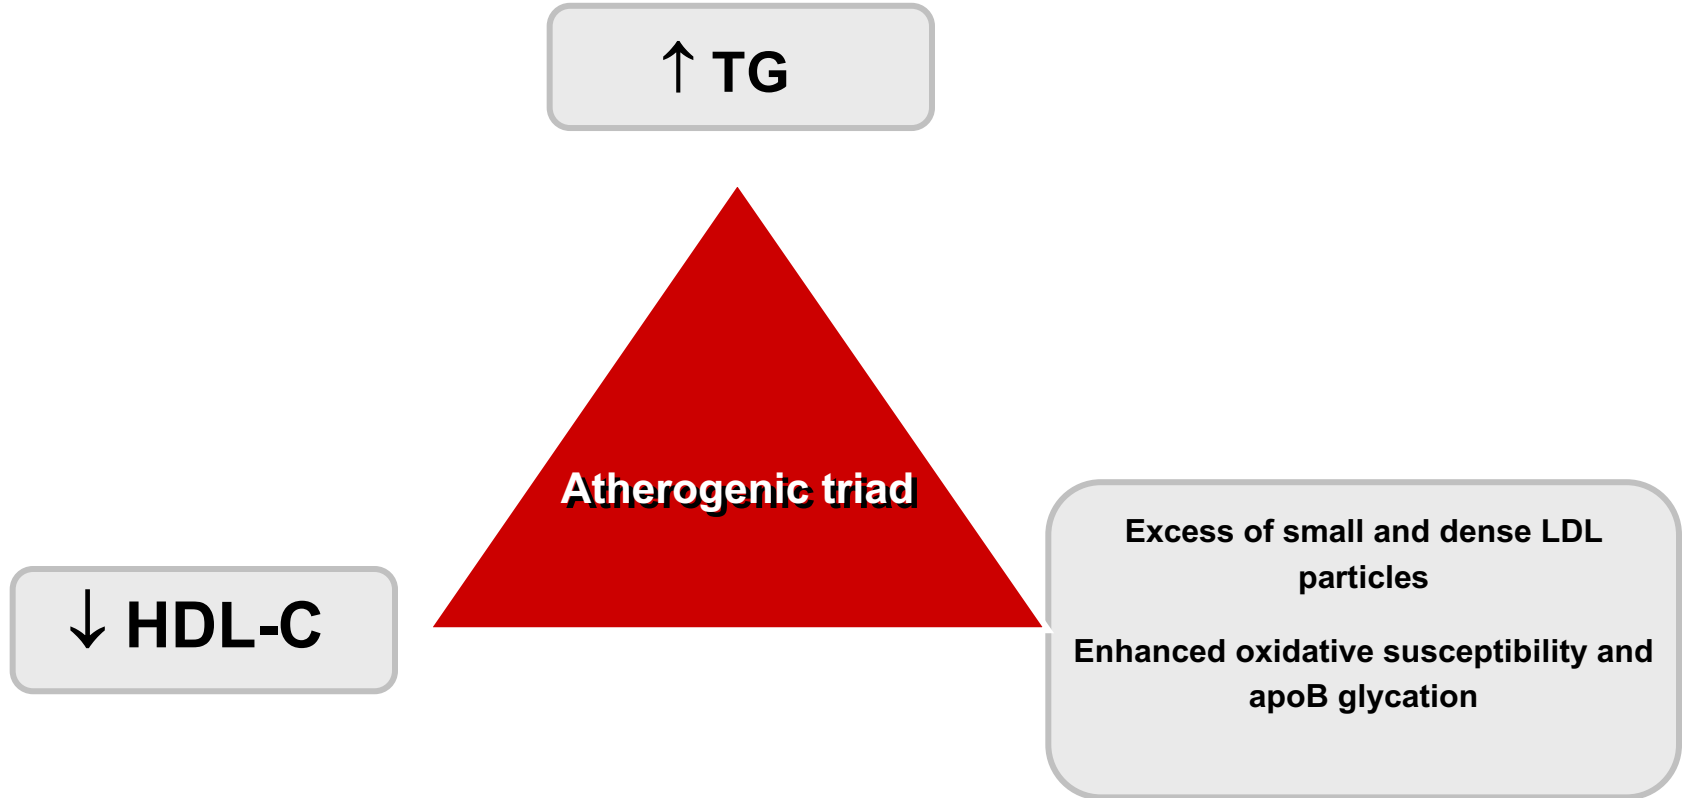 ↑ TG
Atherogenic triad
Excess of small and dense LDL
particles
↓ HDL-C
Enhanced oxidative susceptibility and
apoB glycation